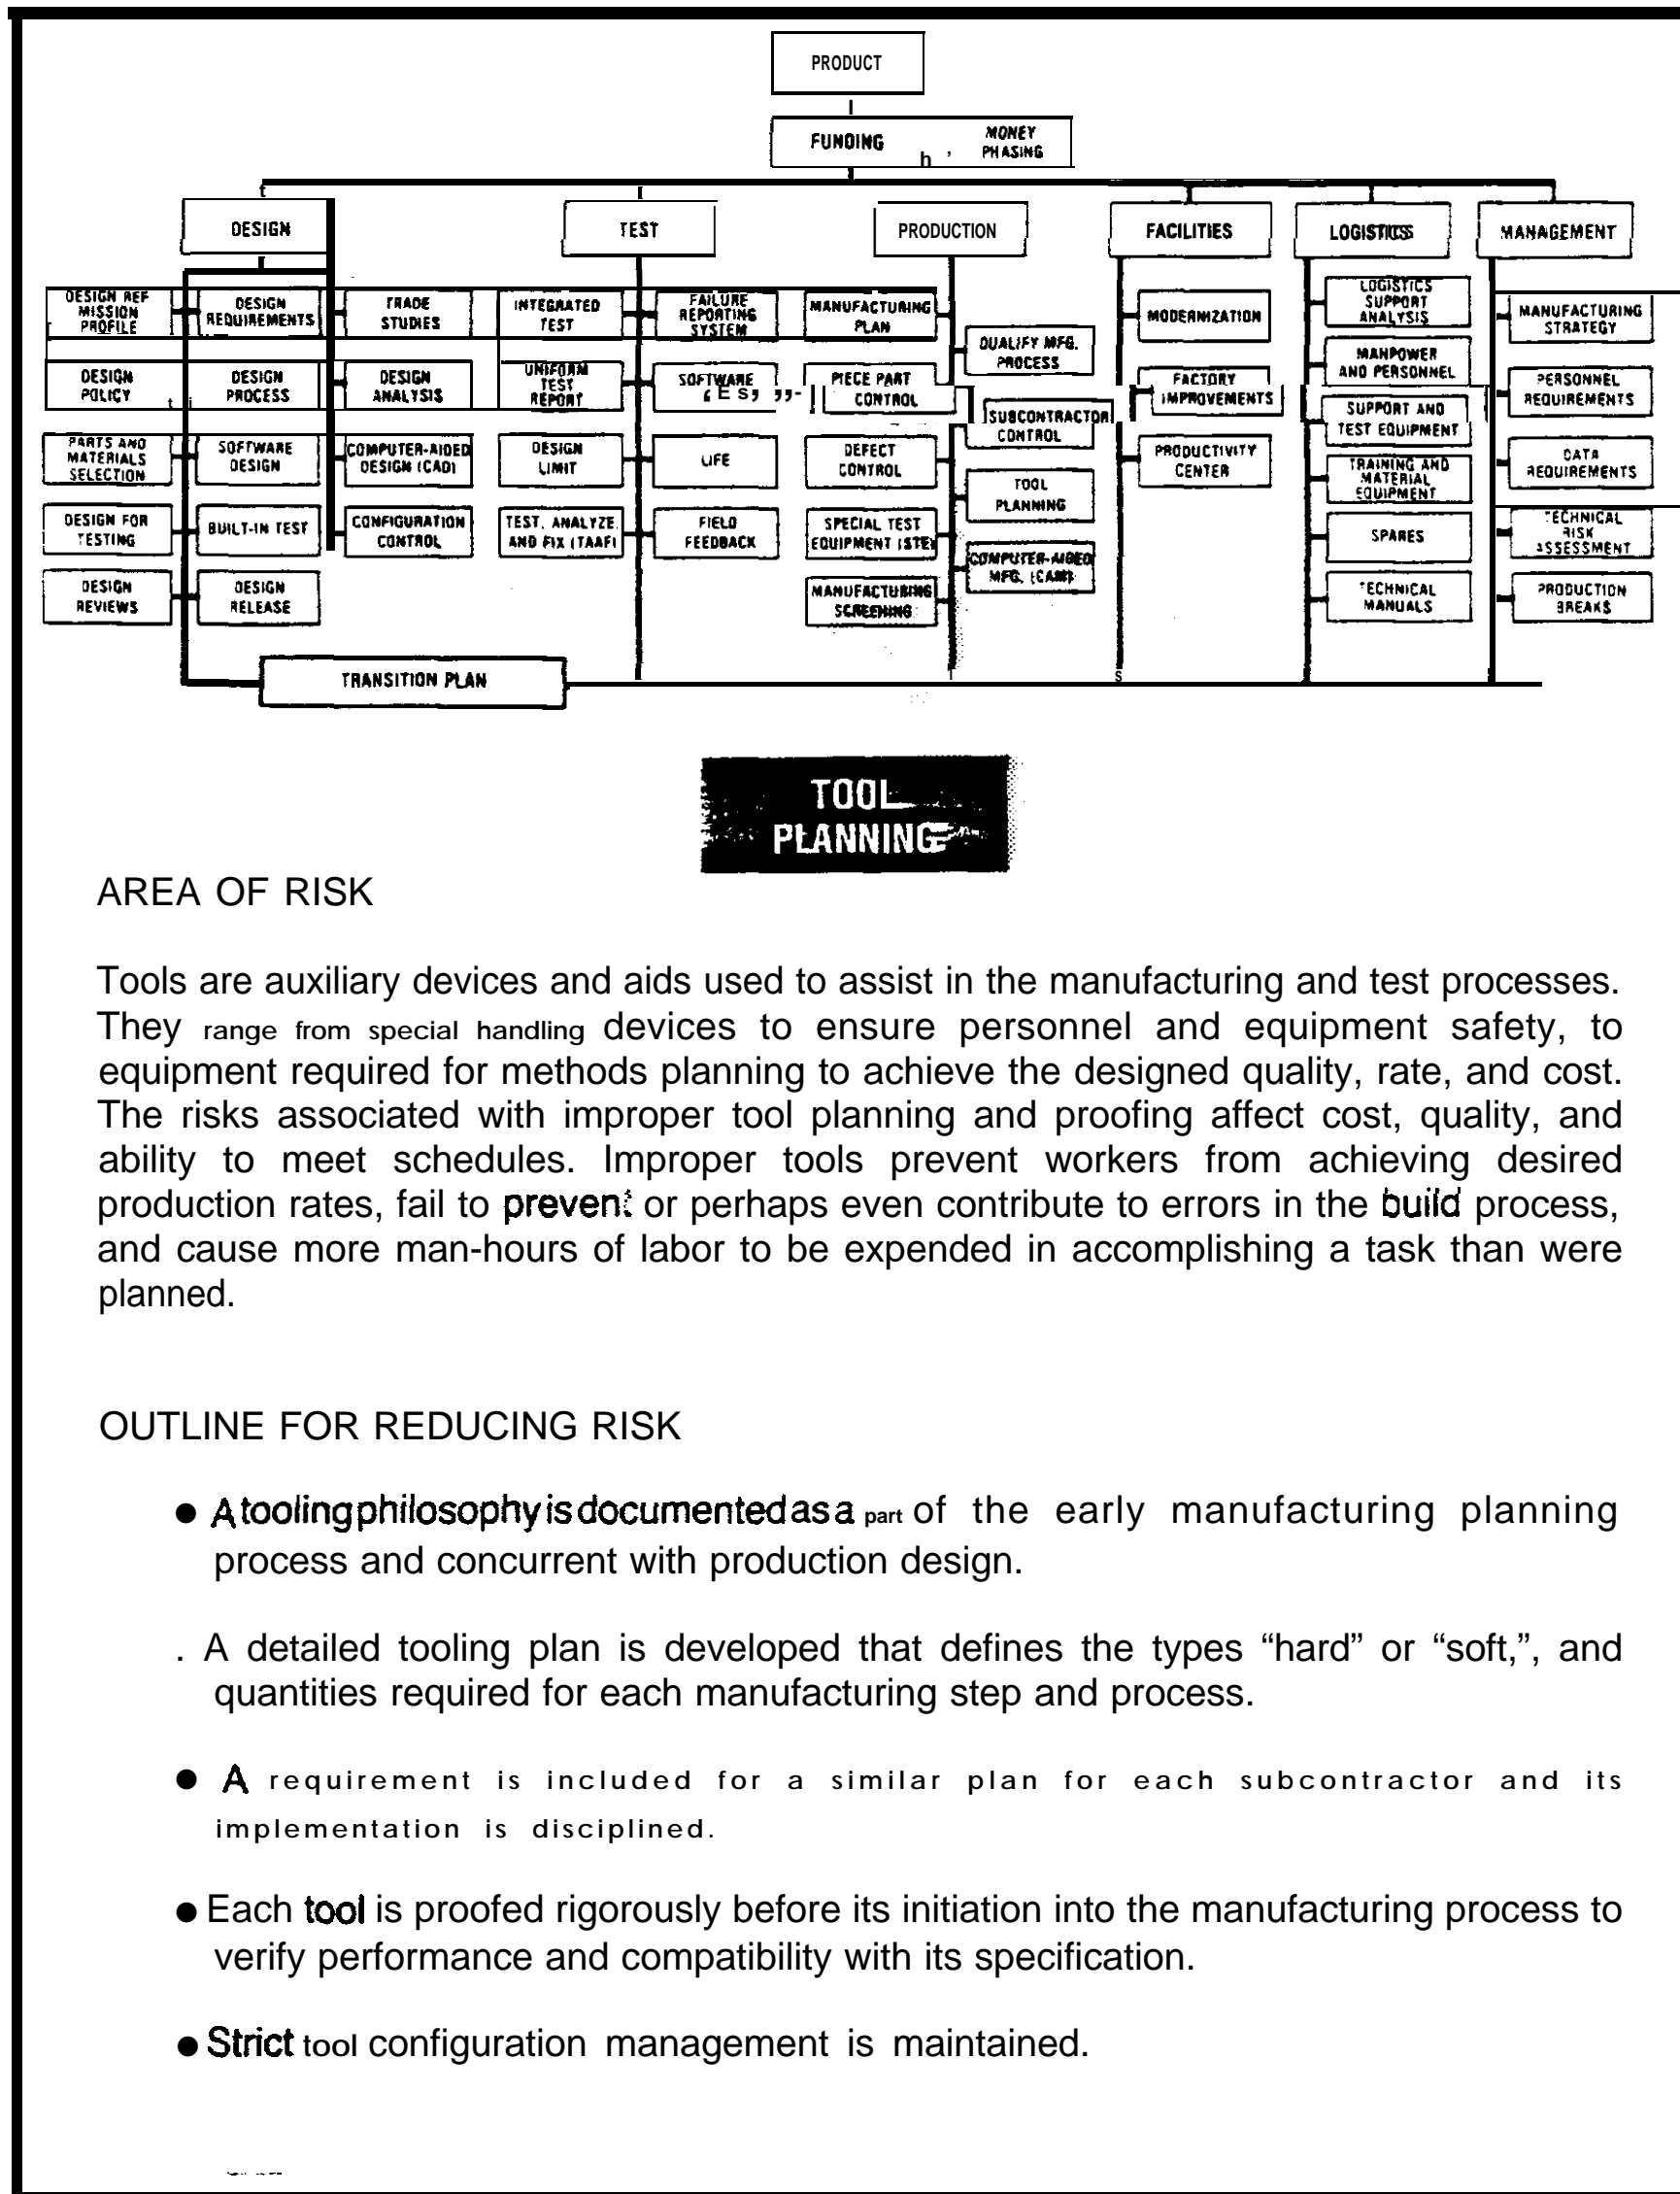 PRODUCT
FUNDING
MONEY
PHASING
DESIGN
TEST
PRODUCTION
FACILITIES
LOGISTICS
MANAGEMENT
DESIGN REF
MISSION
PROFILE
DESIGN
REQUIREMENTS
TRADE
STUDIES
INTEGRATED
TEST
FAILURE
REPORTING
SYSTEM
MANUFACTURING
PLAN
QUALIFY MFG.
PROCESS
MODERNIZATION
LOGISTICS
SUPPORT
ANALYSIS
MANUFACTURING
STRATEGY
DESIGN
POLICY
DESIGN
PROCESS
DESIGN
ANALYSIS
UNIFORM
TEST
REPORT
SOFTWARE
PIECE PART
CONTROL
SUBCONTRACTOR
CONTROL
FACTORY
IMPROVEMENTS
MANPOWER
AND PERSONNEL
PERSONNEL
REQUIREMENTS
PARTS AND
MATERIALS
SELECTION
SOFTWARE
DESIGN
COMPUTER-AIDED
DESIGN (CAD)
DESIGN
LIMIT
LIFE
DEFECT
CONTROL
TOOL
PLANNING
PRODUCTIVITY
CENTER
SUPPORT AND
TEST EQUIPMENT
DATA
REQUIREMENTS
TRAINING AND
MATERIAL
EQUIPMENT
DESIGN FOR
TESTING
BUILT-IN TEST
CONFIGURATION
CONTROL
TEST, ANALYZE,
AND FIX (TAAF)
FIELD
FEEDBACK
SPECIAL TEST
EQUIPMENT (STE)
COMPUTER-AIDED
MFG. (CAM)
SPARES
TECHNICAL
RISK
ASSESSMENT
DESIGN
REVIEWS
DESIGN
RELEASE
MANUFACTURING
SCREENING
TECHNICAL
MANUALS
PRODUCTION
BREAKS
TRANSITION PLAN
TOOL
PLANNING
AREA OF RISK
Tools are auxiliary devices and aids used to assist in the manufacturing and test processes.
They range from special handling devices to ensure personnel and equipment safety, to
equipment required for methods planning to achieve the designed quality, rate, and cost.
The risks associated with improper tool planning and proofing affect cost, quality, and
ability to meet schedules. Improper tools prevent workers from achieving desired
production rates, fail to prevent or perhaps even contribute to errors in the build process,
and cause more man-hours of labor to be expended in accomplishing a task than were
planned.
OUTLINE FOR REDUCING RISK
● A tooling philosophy is documented as a part of the early manufacturing planning
process and concurrent with production design.
. A detailed tooling plan is developed that defines the types “hard” or “soft,”, and
quantities required for each manufacturing step and process.
● A requirement is included for a similar plan for each subcontractor and its
implementation is disciplined.
● Each tool is proofed rigorously before its initiation into the manufacturing process to
verify performance and compatibility with its specification.
● Strict tool configuration management is maintained.